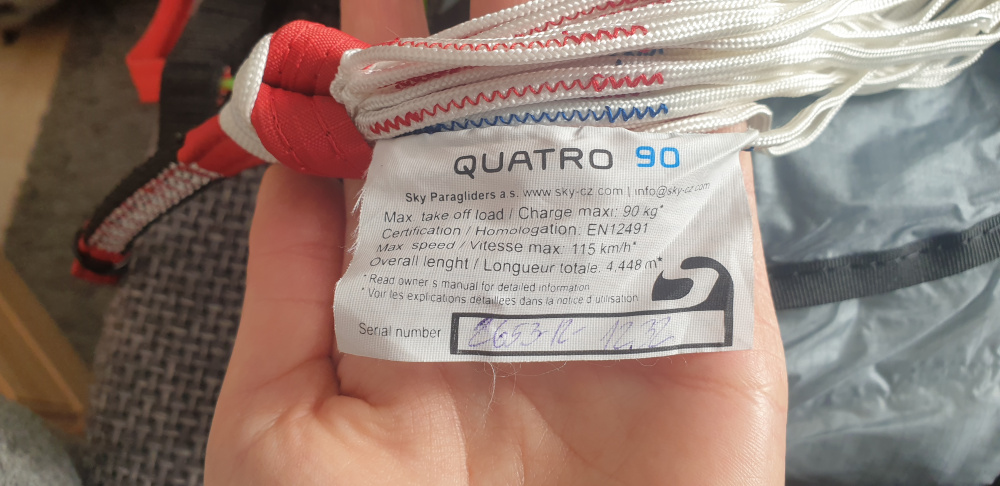 QUATRO 90
Sky Paragliders a.s. www.sky-cz.com | info@sky-cz.com
Max. take off load / Charge maxi: 90 kg*
Certification / Homologation: EN12491
Max speed / Vitesse max: 115 km/h*
Overall lenght / Longueur totale: 4,448 m*
* Read owner s manual for detailed information
* Voir les explications détaillées dans la notice d utilisation
Serial number